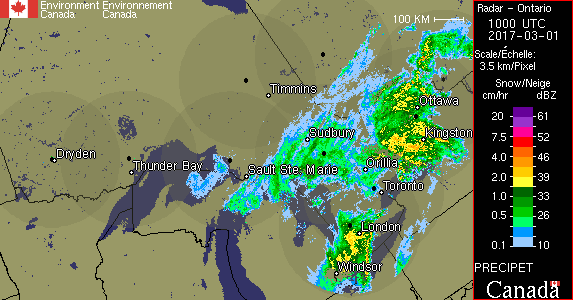 Environment Environnement
Canada Canada
Radar - Ontario
1000 UTC
2017-03-01
100 KM
Scale/Échelle:
3.5 km/Pixel
Snow/Neige
cm/hr dBZ
20 61
7.5 57
5.0 52
4.0 46
2.0 39
1.0 33
0.5 26
0.1 10
Timmins
Ottawa
Sudbury
Kingston
Dryden
Thunder Bay
Sault Ste. Marie
Orillia
Toronto
London
Windsor
PRECIPET
Canada